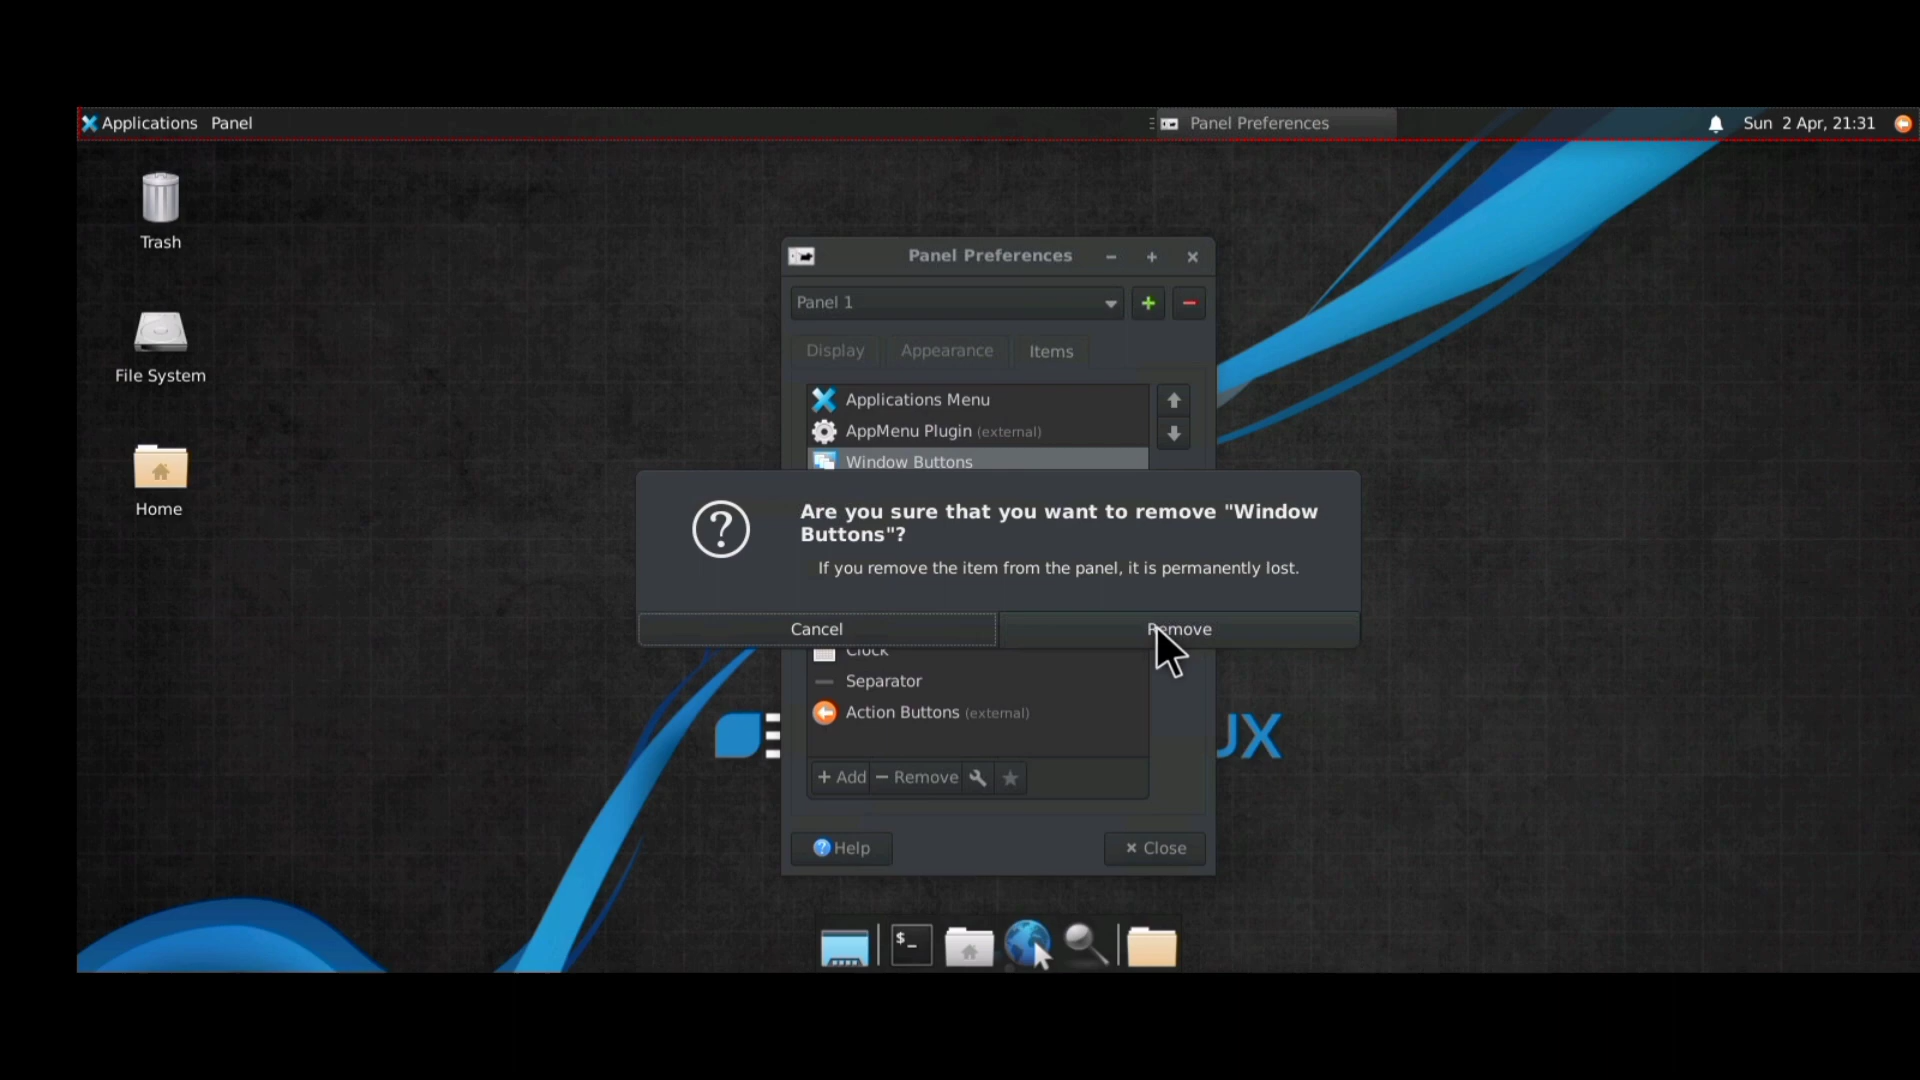 Applications Panel
Panel Preferences
Sun 2 Apr, 21:31
Trash
File System
Home
Panel Preferences
Panel 1
Display Appearance Items
Applications Menu
AppMenu Plugin (external)
Window Buttons
Are you sure that you want to remove "Window
Buttons"?
If you remove the item from the panel, it is permanently lost.
Cancel Remove
Clock
Separator
Action Buttons (external)
UX
+ Add − Remove
Help
Close
$_